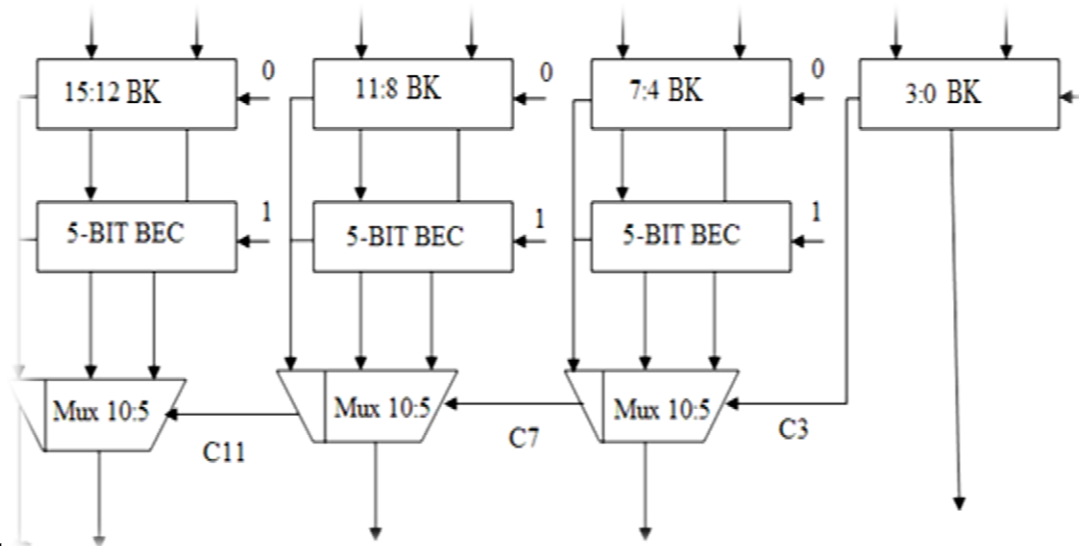 0
0
0
15:12 BK
11:8 BK
7:4 BK
3:0 BK
1
1
1
5-BIT BEC
5-BIT BEC
5-BIT BEC
Mux 10:5
Mux 10:5
Mux 10:5
C11
C7
C3